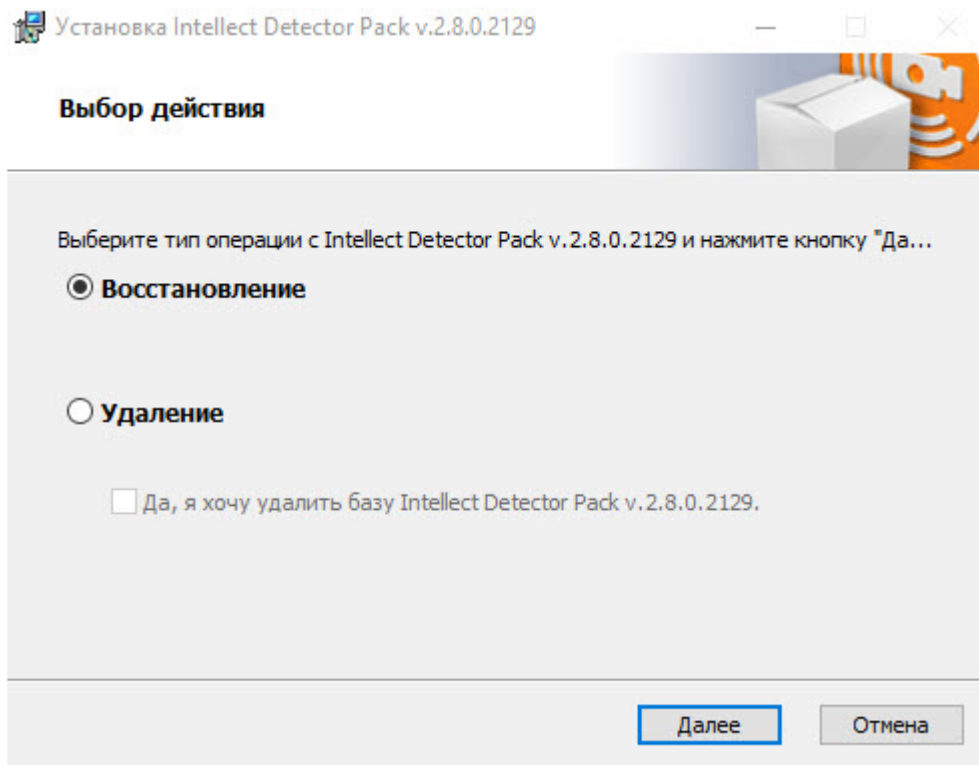 Установка Intellect Detector Pack v.2.8.0.2129
Выбор действия
Выберите тип операции с Intellect Detector Pack v.2.8.0.2129 и нажмите кнопку "Да...
Восстановление
Удаление
Да, я хочу удалить базу Intellect Detector Pack v.2.8.0.2129.
Далее
Отмена